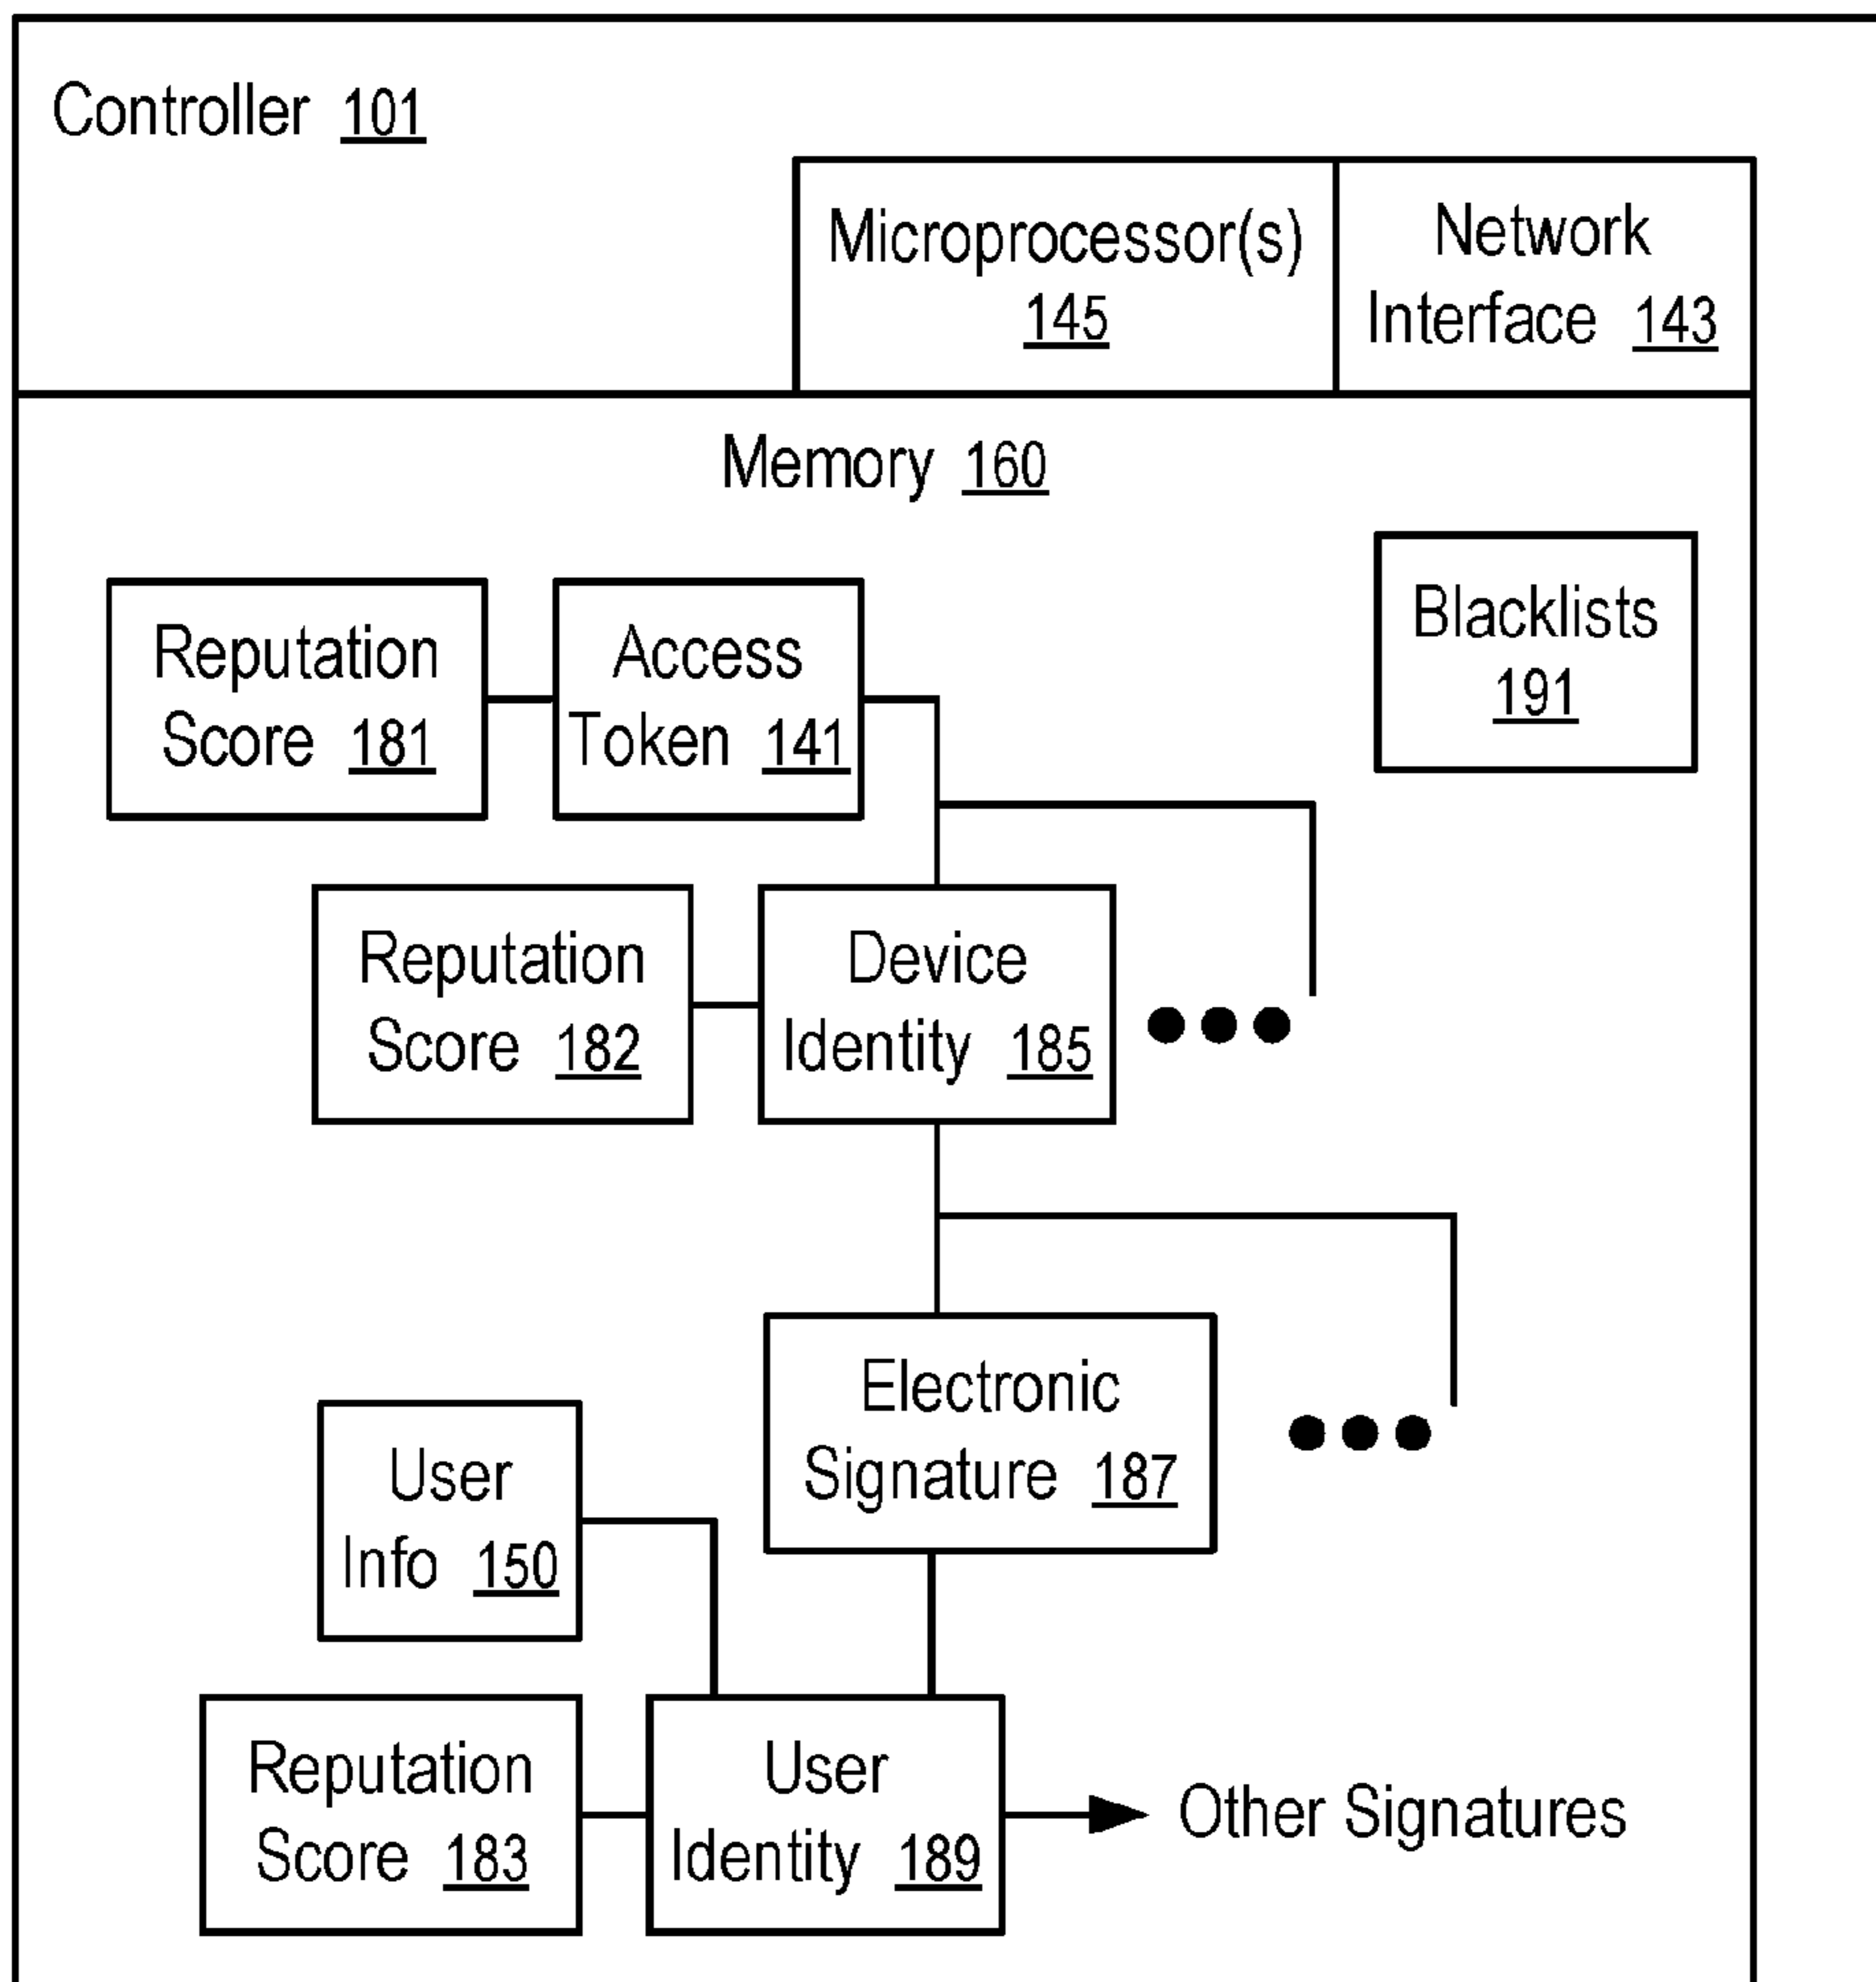 Controller 101
Microprocessor(s)
145
Network
Interface 143
Memory 160
Blacklists
191
Reputation
Score 181
Access
Token 141
Reputation
Score 182
Device
Identity 185
Electronic
Signature 187
User
Info 150
Reputation
Score 183
User
Identity 189
Other Signatures